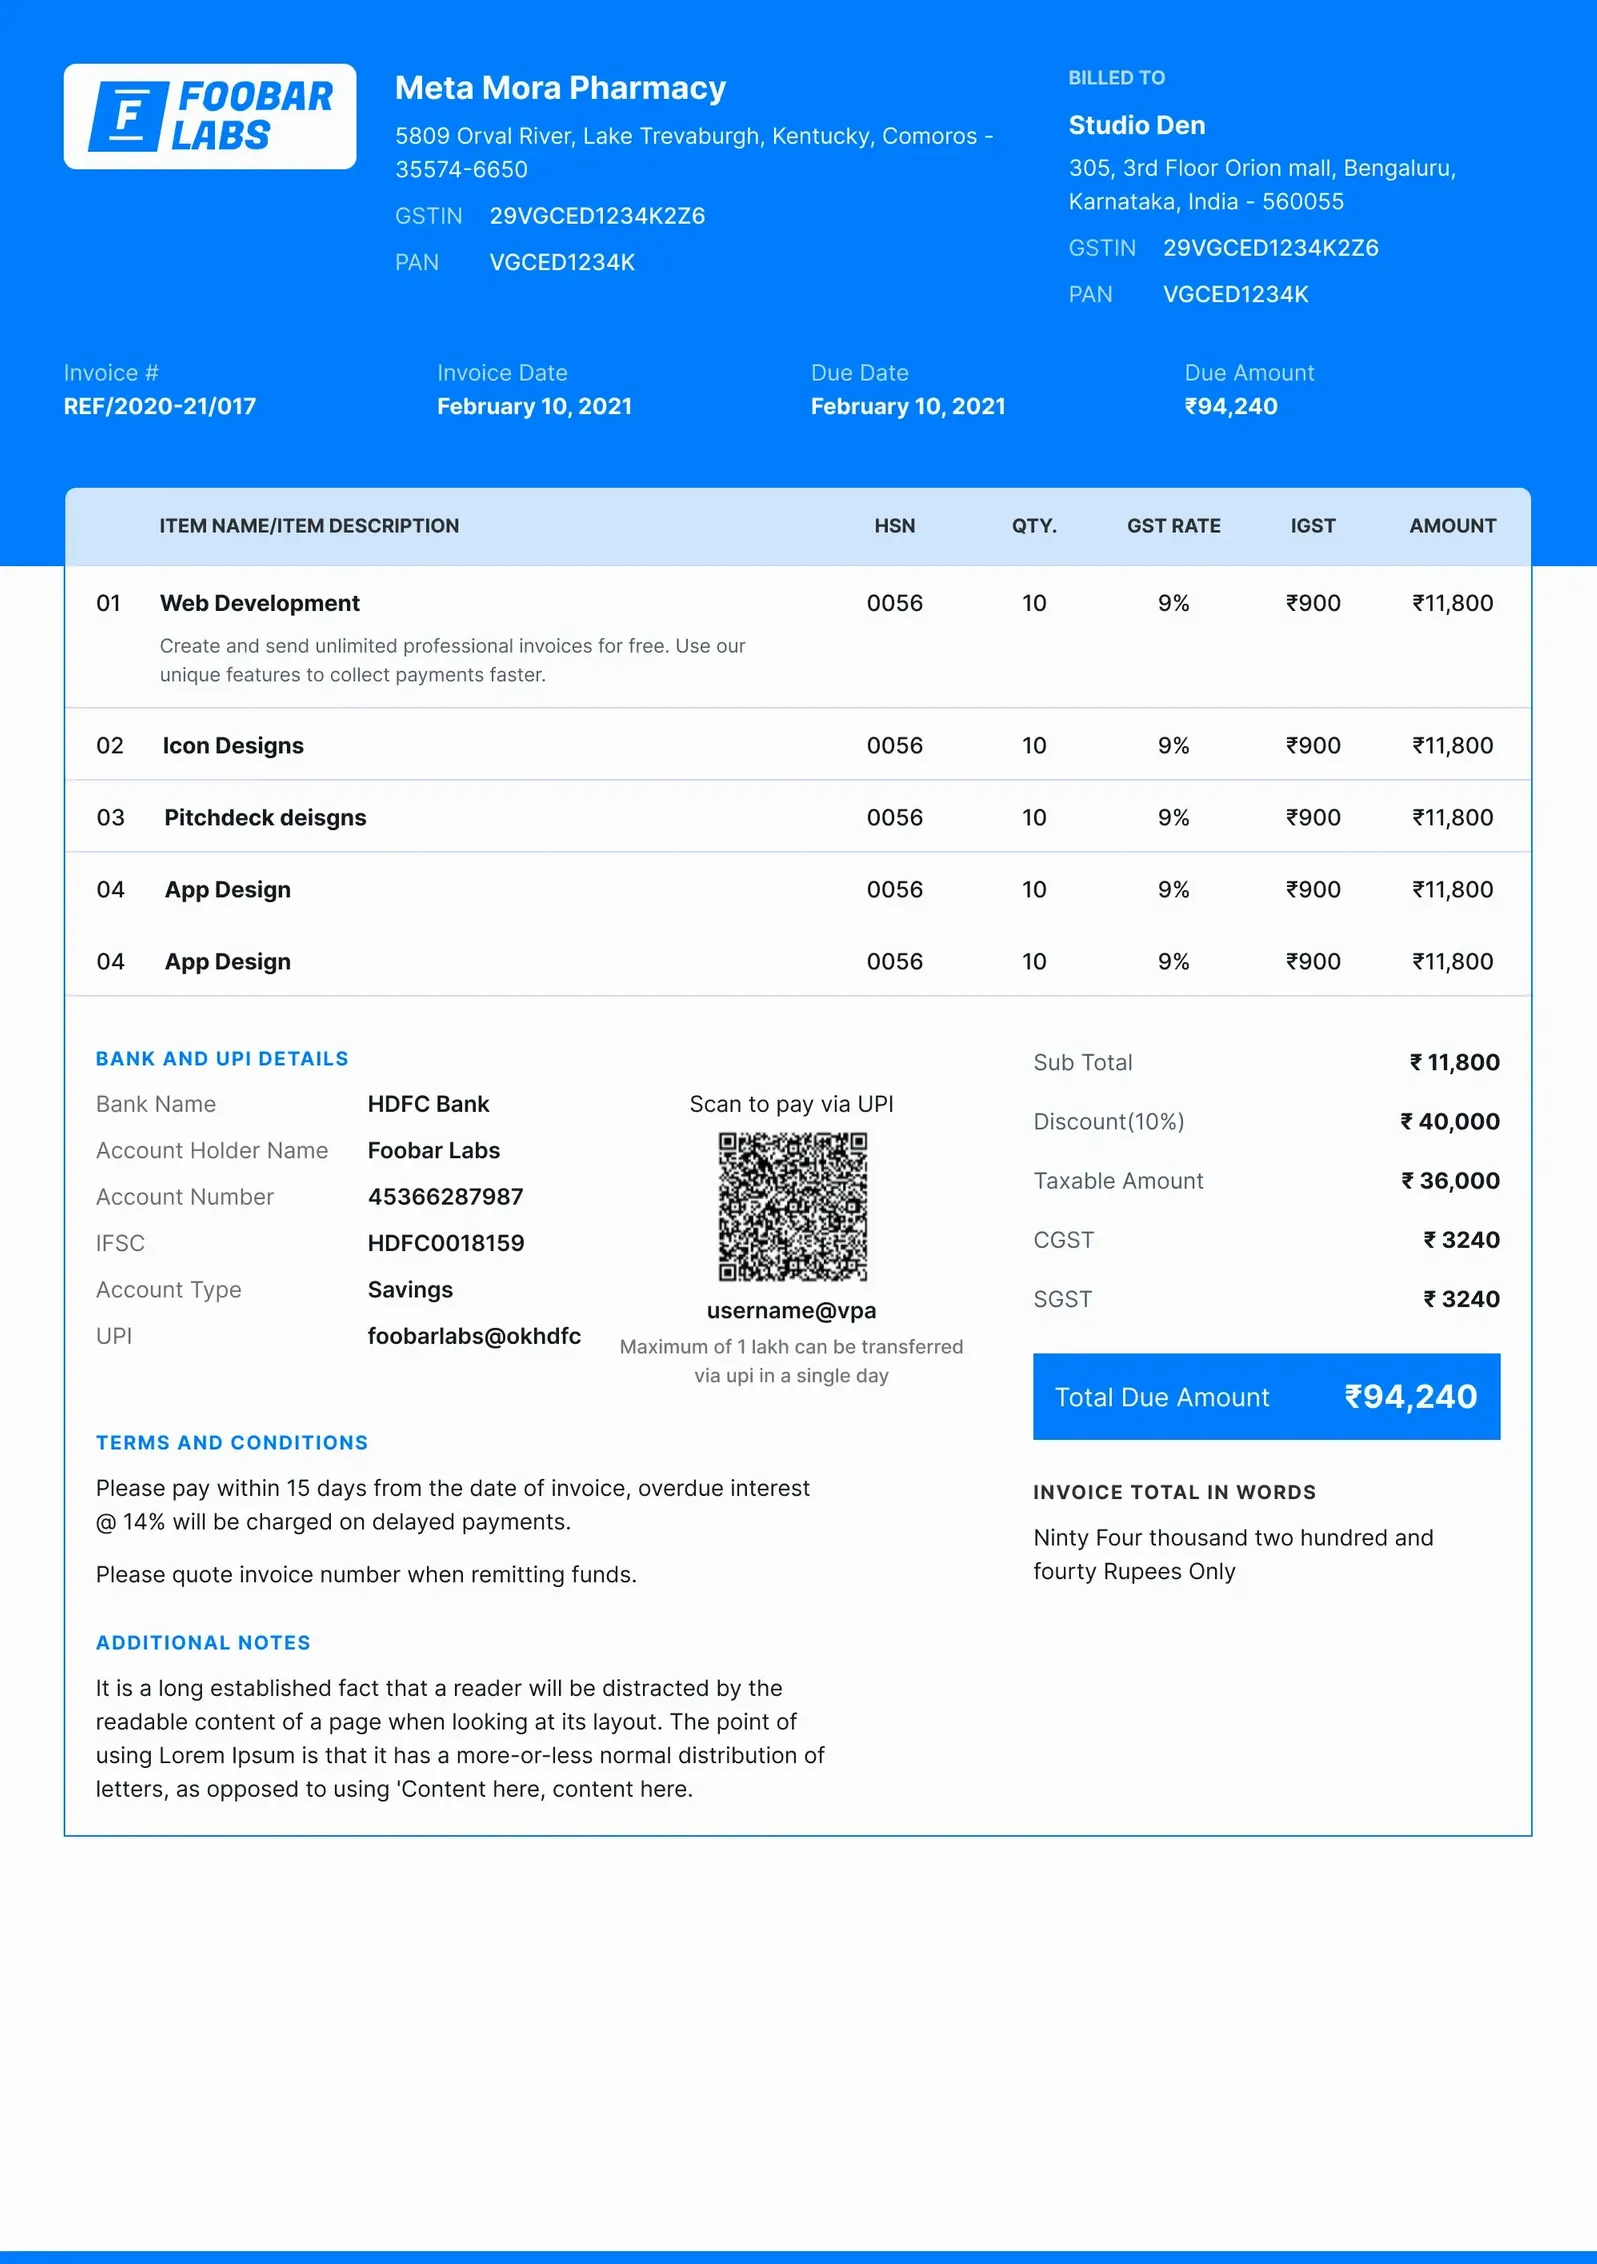 F FOOBAR
LABS
Meta Mora Pharmacy
5809 Orval River, Lake Trevaburgh, Kentucky, Comoros -
35574-6650
GSTIN 29VGCED1234K2Z6
PAN VGCED1234K
BILLED TO
Studio Den
305, 3rd Floor Orion mall, Bengaluru,
Karnataka, India - 560055
GSTIN 29VGCED1234K2Z6
PAN VGCED1234K
Invoice # Invoice Date Due Date Due Amount
REF/2020-21/017 February 10, 2021 February 10, 2021 ₹94,240
ITEM NAME/ITEM DESCRIPTION HSN QTY. GST RATE IGST AMOUNT
01 Web Development 0056 10 9% ₹900 ₹11,800
Create and send unlimited professional invoices for free. Use our
unique features to collect payments faster.
02 Icon Designs 0056 10 9% ₹900 ₹11,800
03 Pitchdeck deisgns 0056 10 9% ₹900 ₹11,800
04 App Design 0056 10 9% ₹900 ₹11,800
04 App Design 0056 10 9% ₹900 ₹11,800
BANK AND UPI DETAILS
Bank Name HDFC Bank
Account Holder Name Foobar Labs
Account Number 45366287987
IFSC HDFC0018159
Account Type Savings
UPI foobarlabs@okhdfc
Scan to pay via UPI
username@vpa
Maximum of 1 lakh can be transferred
via upi in a single day
Sub Total ₹ 11,800
Discount(10%) ₹ 40,000
Taxable Amount ₹ 36,000
CGST ₹ 3240
SGST ₹ 3240
Total Due Amount ₹94,240
INVOICE TOTAL IN WORDS
Ninty Four thousand two hundred and
fourty Rupees Only
TERMS AND CONDITIONS
Please pay within 15 days from the date of invoice, overdue interest
@ 14% will be charged on delayed payments.
Please quote invoice number when remitting funds.
ADDITIONAL NOTES
It is a long established fact that a reader will be distracted by the
readable content of a page when looking at its layout. The point of
using Lorem Ipsum is that it has a more-or-less normal distribution of
letters, as opposed to using 'Content here, content here.